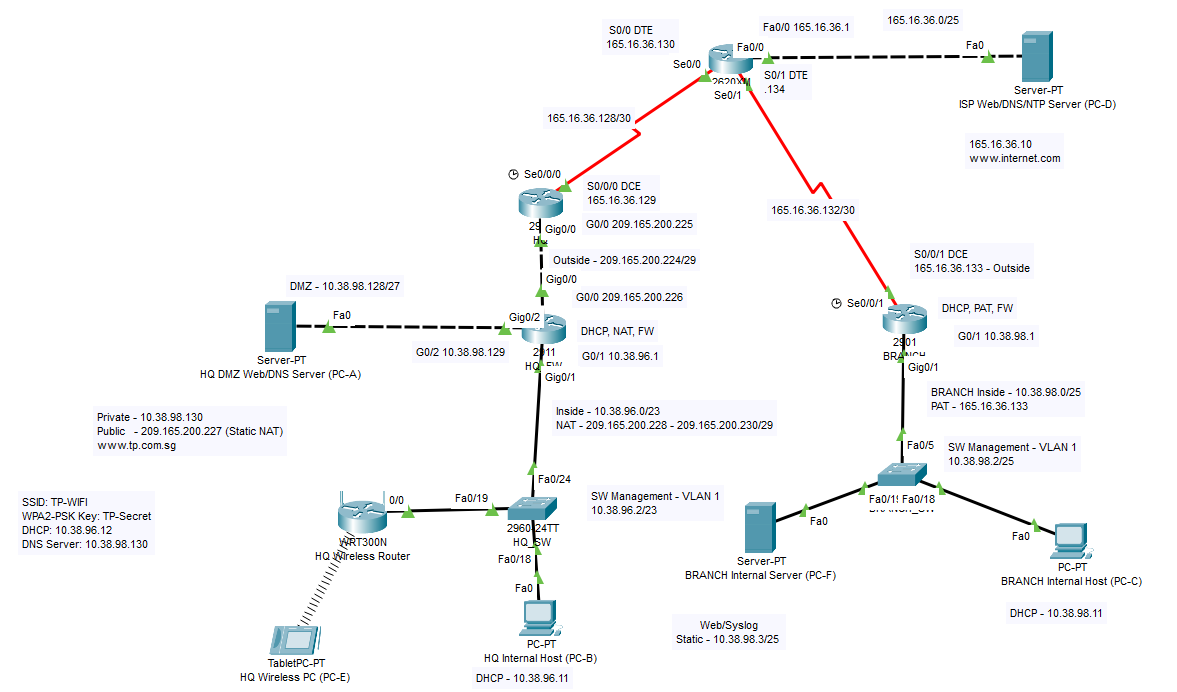 S0/0 DTE
165.16.36.130
Fa0/0 165.16.36.1
165.16.36.0/25
Fa0/0
Fa0
Se0/0
2620XM
Se0/1
S0/1 DTE
.134
Server-PT
ISP Web/DNS/NTP Server (PC-D)
165.16.36.128/30
165.16.36.10
www.internet.com
Se0/0/0
S0/0/0 DCE
165.16.36.129
165.16.36.132/30
29
HQ
Gig0/0
G0/0 209.165.200.225
Outside - 209.165.200.224/29
S0/0/1 DCE
165.16.36.133 - Outside
Gig0/0
DMZ - 10.38.98.128/27
G0/0 209.165.200.226
Se0/0/1
DHCP, PAT, FW
Fa0
Gig0/2
DHCP, NAT, FW
G0/1 10.38.98.1
2901
BRANCH
G0/2 10.38.98.129
2911
HQ_FW
G0/1 10.38.96.1
Server-PT
HQ DMZ Web/DNS Server (PC-A)
Gig0/1
Gig0/1
BRANCH Inside - 10.38.98.0/25
PAT - 165.16.36.133
Private - 10.38.98.130
Public - 209.165.200.227 (Static NAT)
www.tp.com.sg
Inside - 10.38.96.0/23
NAT - 209.165.200.228 - 209.165.200.230/29
Fa0/5
SW Management - VLAN 1
10.38.98.2/25
Fa0/24
SSID: TP-WIFI
WPA2-PSK Key: TP-Secret
DHCP: 10.38.96.12
DNS Server: 10.38.98.130
0/0
Fa0/19
SW Management - VLAN 1
10.38.96.2/23
Fa0/19
Fa0/18
BRANCH_SW
WRT300N
HQ Wireless Router
2960-24TT
HQ_SW
Fa0
Fa0
Fa0/18
Server-PT
BRANCH Internal Server (PC-F)
PC-PT
BRANCH Internal Host (PC-C)
Fa0
DHCP - 10.38.98.11
Web/Syslog
Static - 10.38.98.3/25
PC-PT
HQ Internal Host (PC-B)
TabletPC-PT
HQ Wireless PC (PC-E)
DHCP - 10.38.96.11